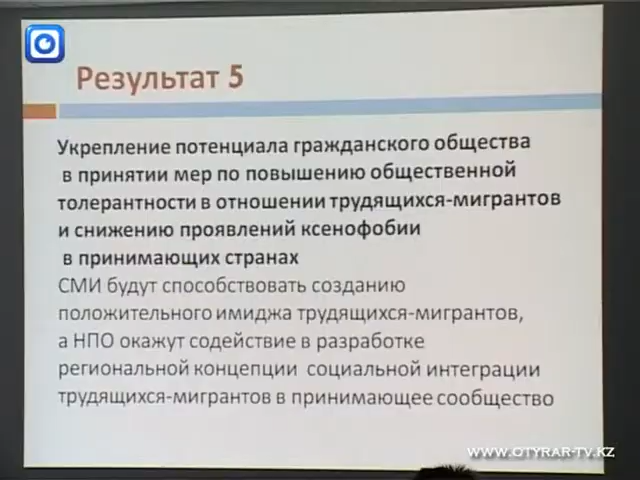 Результат 5
Укрепление потенциала гражданского общества
в принятии мер по повышению общественной
толерантности в отношении трудящихся-мигрантов
и снижению проявлений ксенофобии
в принимающих странах
СМИ будут способствовать созданию
положительного имиджа трудящихся-мигрантов,
а НПО окажут содействие в разработке
региональной концепции социальной интеграции
трудящихся-мигрантов в принимающее сообщество
WWW.OTYRAR-TV.KZ